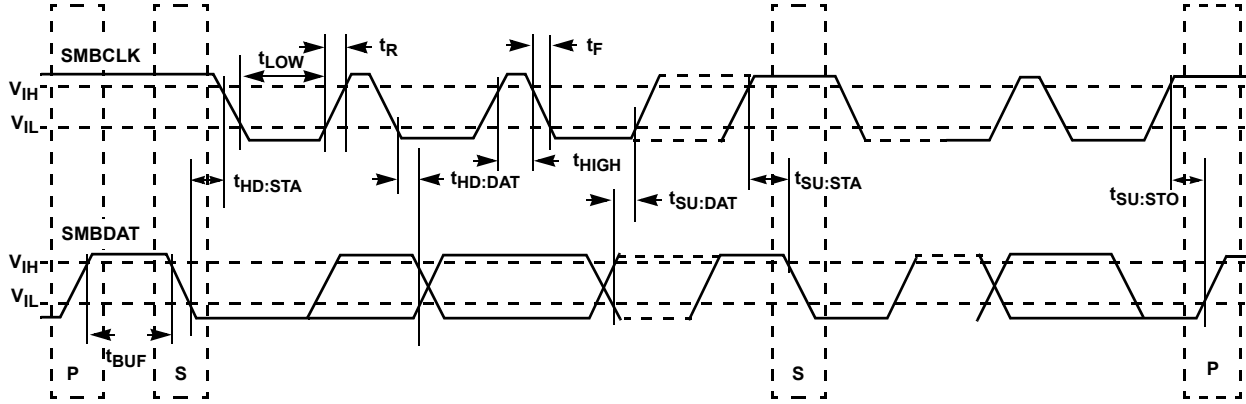 SMBCLK
tLOW
tR
tF
VIH
VIL
tHD:STA
tHD:DAT
tHIGH
tSU:DAT
tSU:STA
tSU:STO
SMBDAT
VIH
VIL
tBUF
P
S
S
P